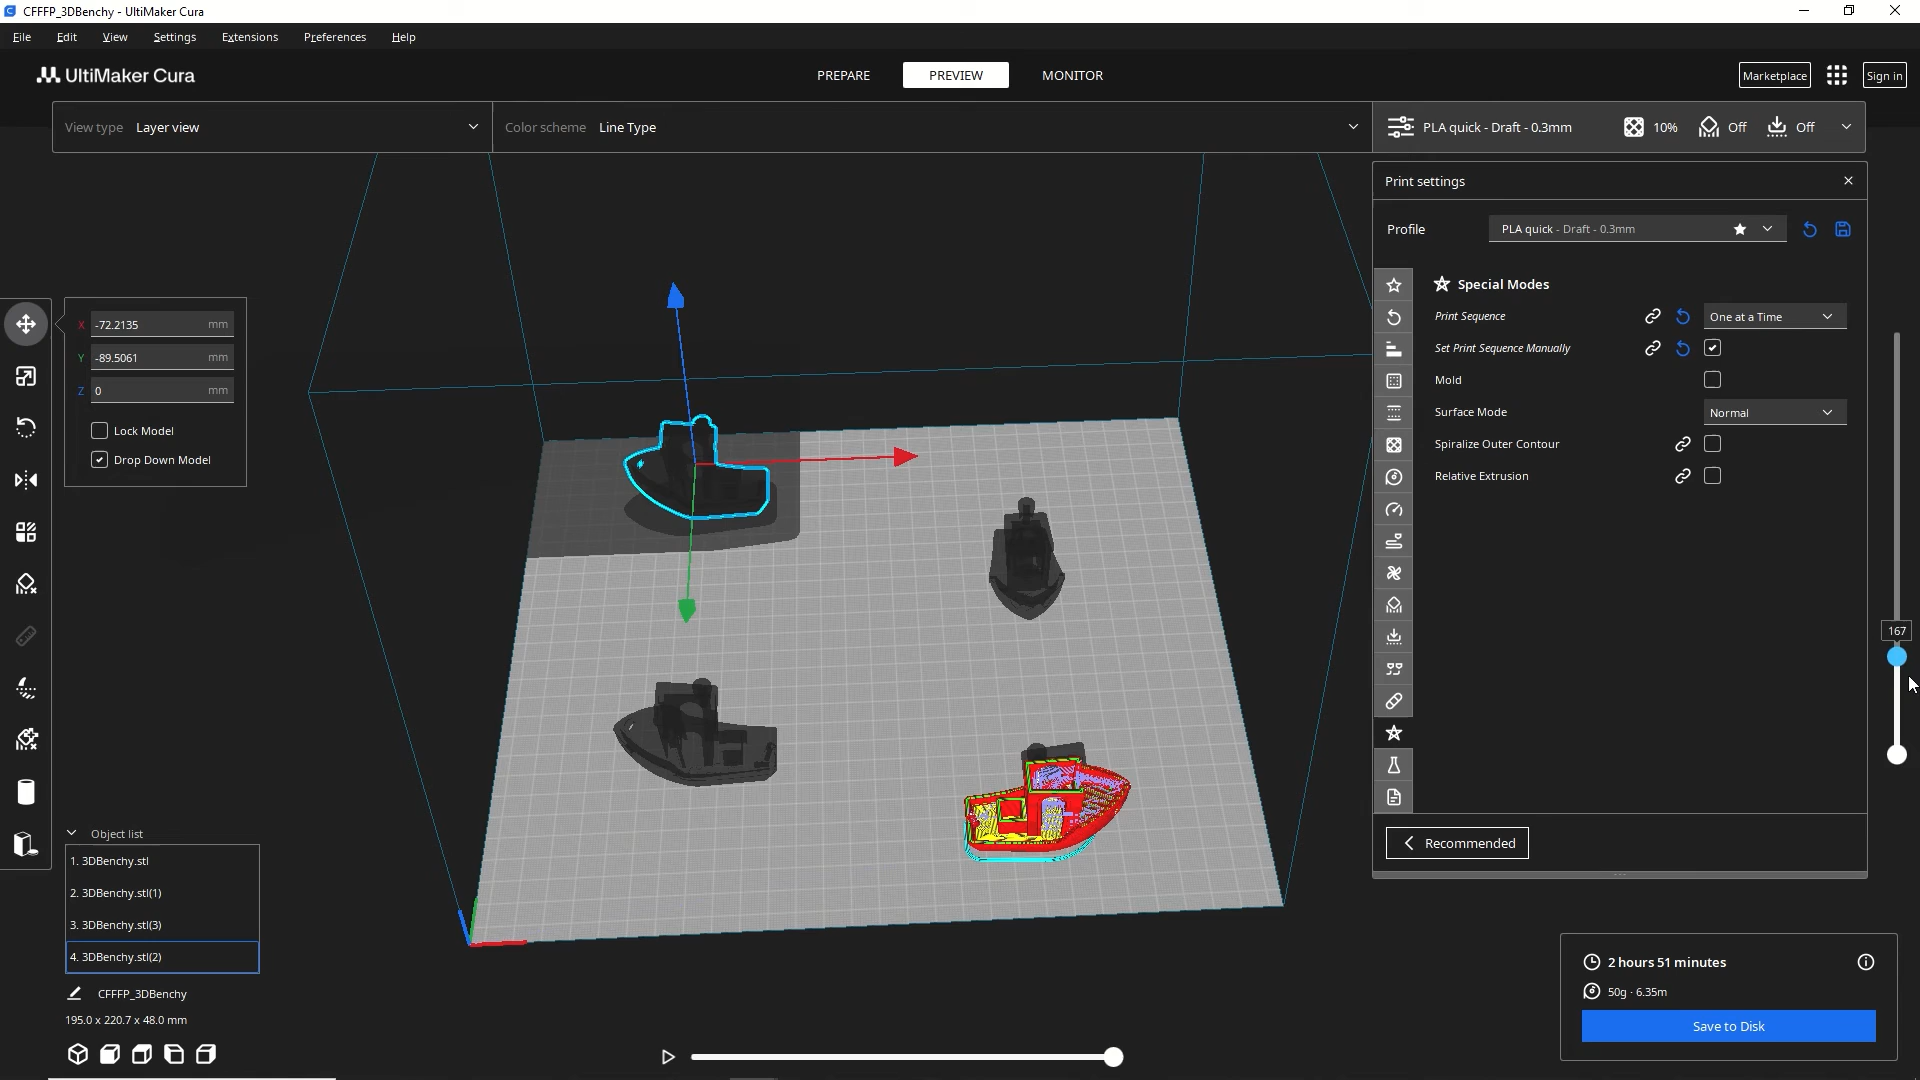 CFFFP_3DBenchy - UltiMaker Cura
File Edit View Settings Extensions Preferences Help
UltiMaker Cura
PREPARE PREVIEW MONITOR
Marketplace Sign in
View type Layer view
Color scheme Line Type
PLA quick - Draft - 0.3mm 10% Off Off
Print settings
Profile PLA quick - Draft - 0.3mm
Special Modes
Print Sequence One at a Time
Set Print Sequence Manually
Mold
Surface Mode Normal
Spiralize Outer Contour
Relative Extrusion
Recommended
X -72.2135 mm
Y -89.5061 mm
Z 0 mm
Lock Model
Drop Down Model
167
Object list
1. 3DBenchy.stl
2. 3DBenchy.stl(1)
3. 3DBenchy.stl(3)
4. 3DBenchy.stl(2)
CFFFP_3DBenchy
195.0 x 220.7 x 48.0 mm
2 hours 51 minutes
50g · 6.35m
Save to Disk